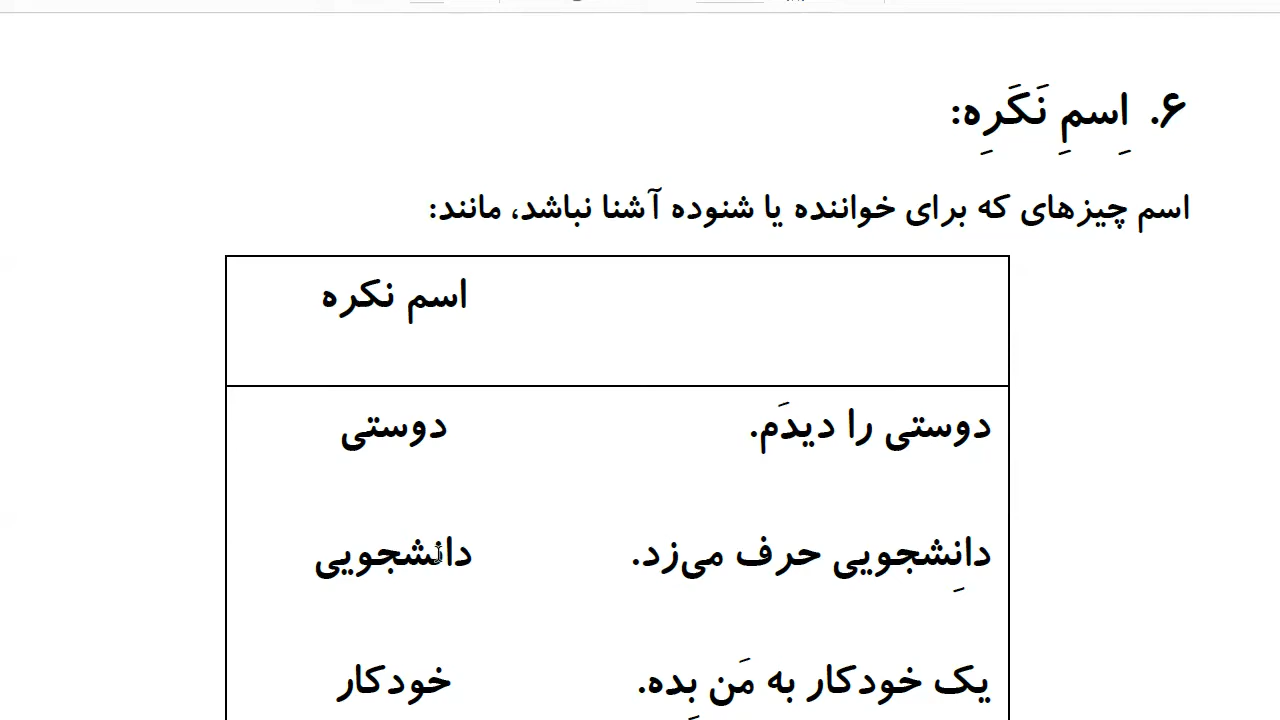 ۶. اِسمِ نَکَرِه:
اسم چیزهای که برای خواننده یا شنوده آشنا نباشد، مانند:
اسم نکره
دوستی را دیدَم. دوستی
دانِشجویی حرف می‌زد. دانشجویی
یک خودکار به مَن بِده. خودکار